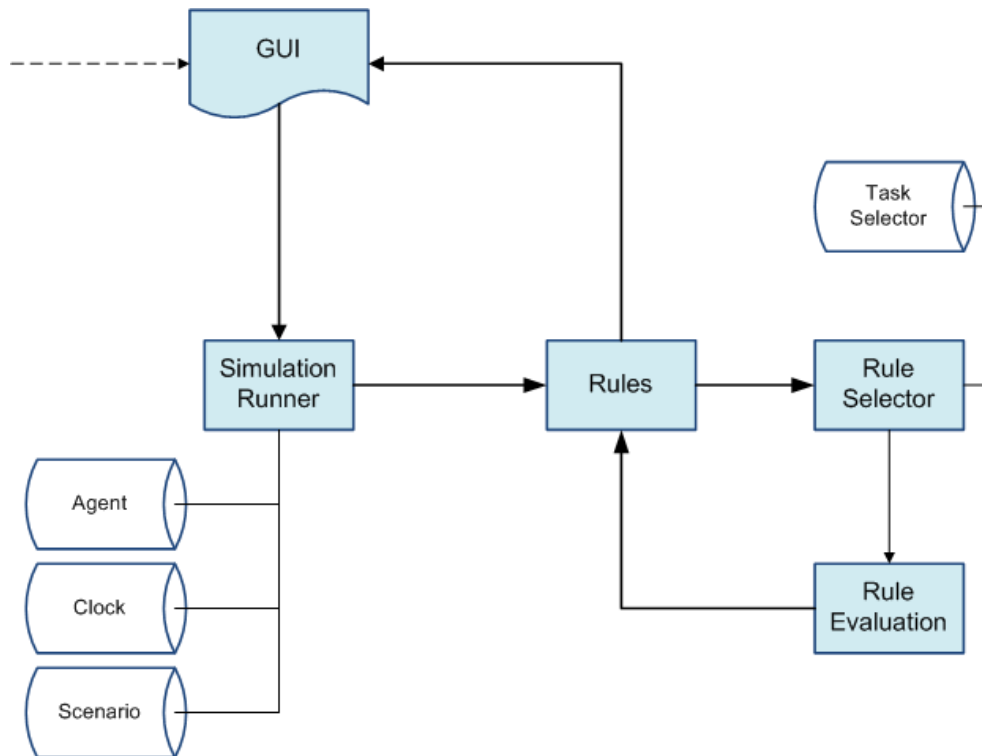 GUI
Task
Selector
Simulation
Runner
Rules
Rule
Selector
Agent
Clock
Rule
Evaluation
Scenario